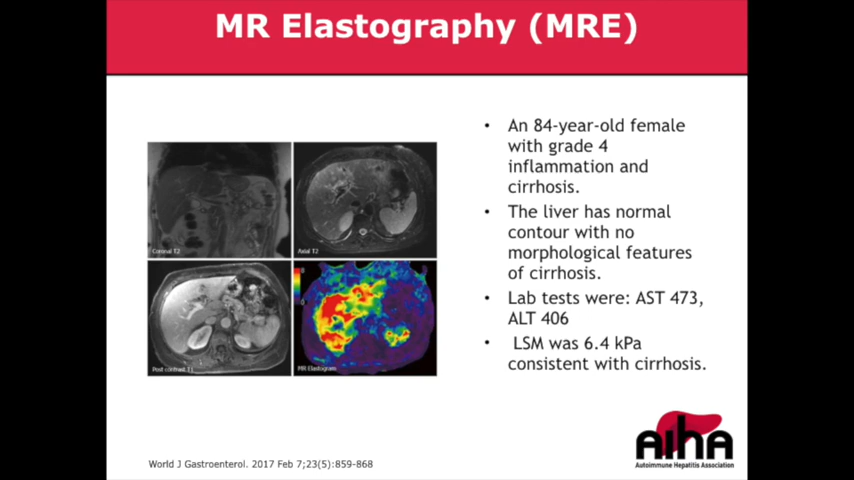 MR Elastography (MRE)
• An 84-year-old female
with grade 4
inflammation and
cirrhosis.
• The liver has normal
contour with no
morphological features
of cirrhosis.
• Lab tests were: AST 473,
ALT 406
• LSM was 6.4 kPa
consistent with cirrhosis.
Coronal T2
Axial T2
Post contrast T1
8
0
MR Elastogram
World J Gastroenterol. 2017 Feb 7;23(5):859-868
AIHA
Autoimmune Hepatitis Association